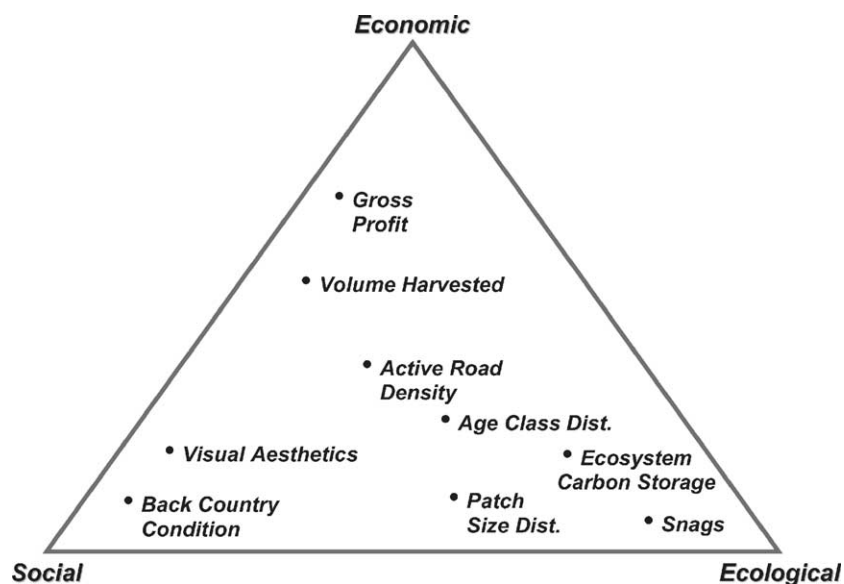 Economic
Gross
Profit
Volume Harvested
Active Road
Density
Age Class Dist.
Visual Aesthetics
Ecosystem
Carbon Storage
Back Country
Condition
Patch
Size Dist.
Snags
Social
Ecological